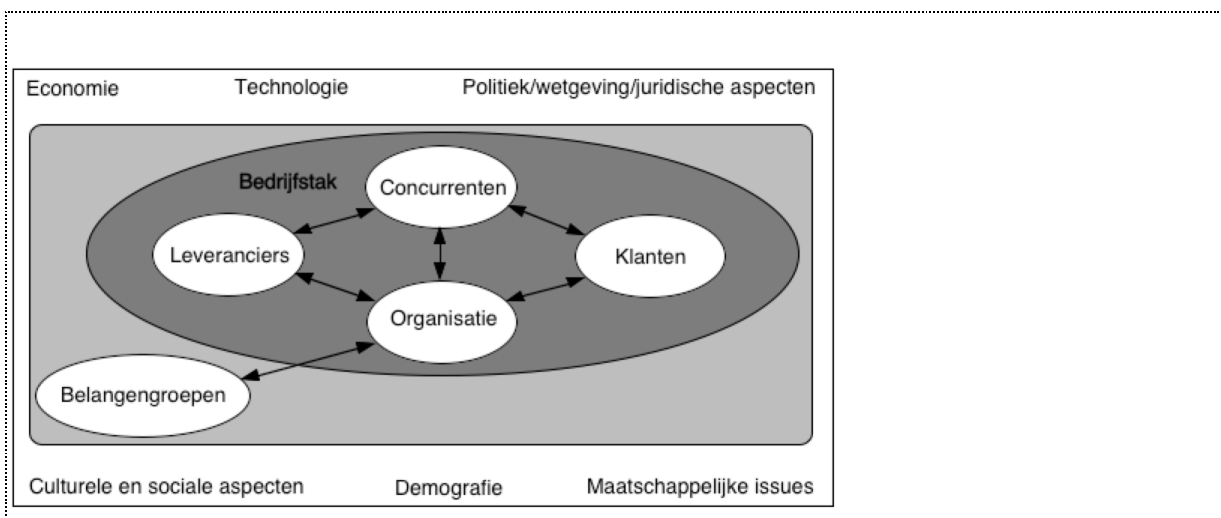 Economie Technologie Politiek/wetgeving/juridische aspecten
Bedrijfstak
Concurrenten
Leveranciers
Klanten
Organisatie
Belangengroepen
Culturele en sociale aspecten Demografie Maatschappelijke issues